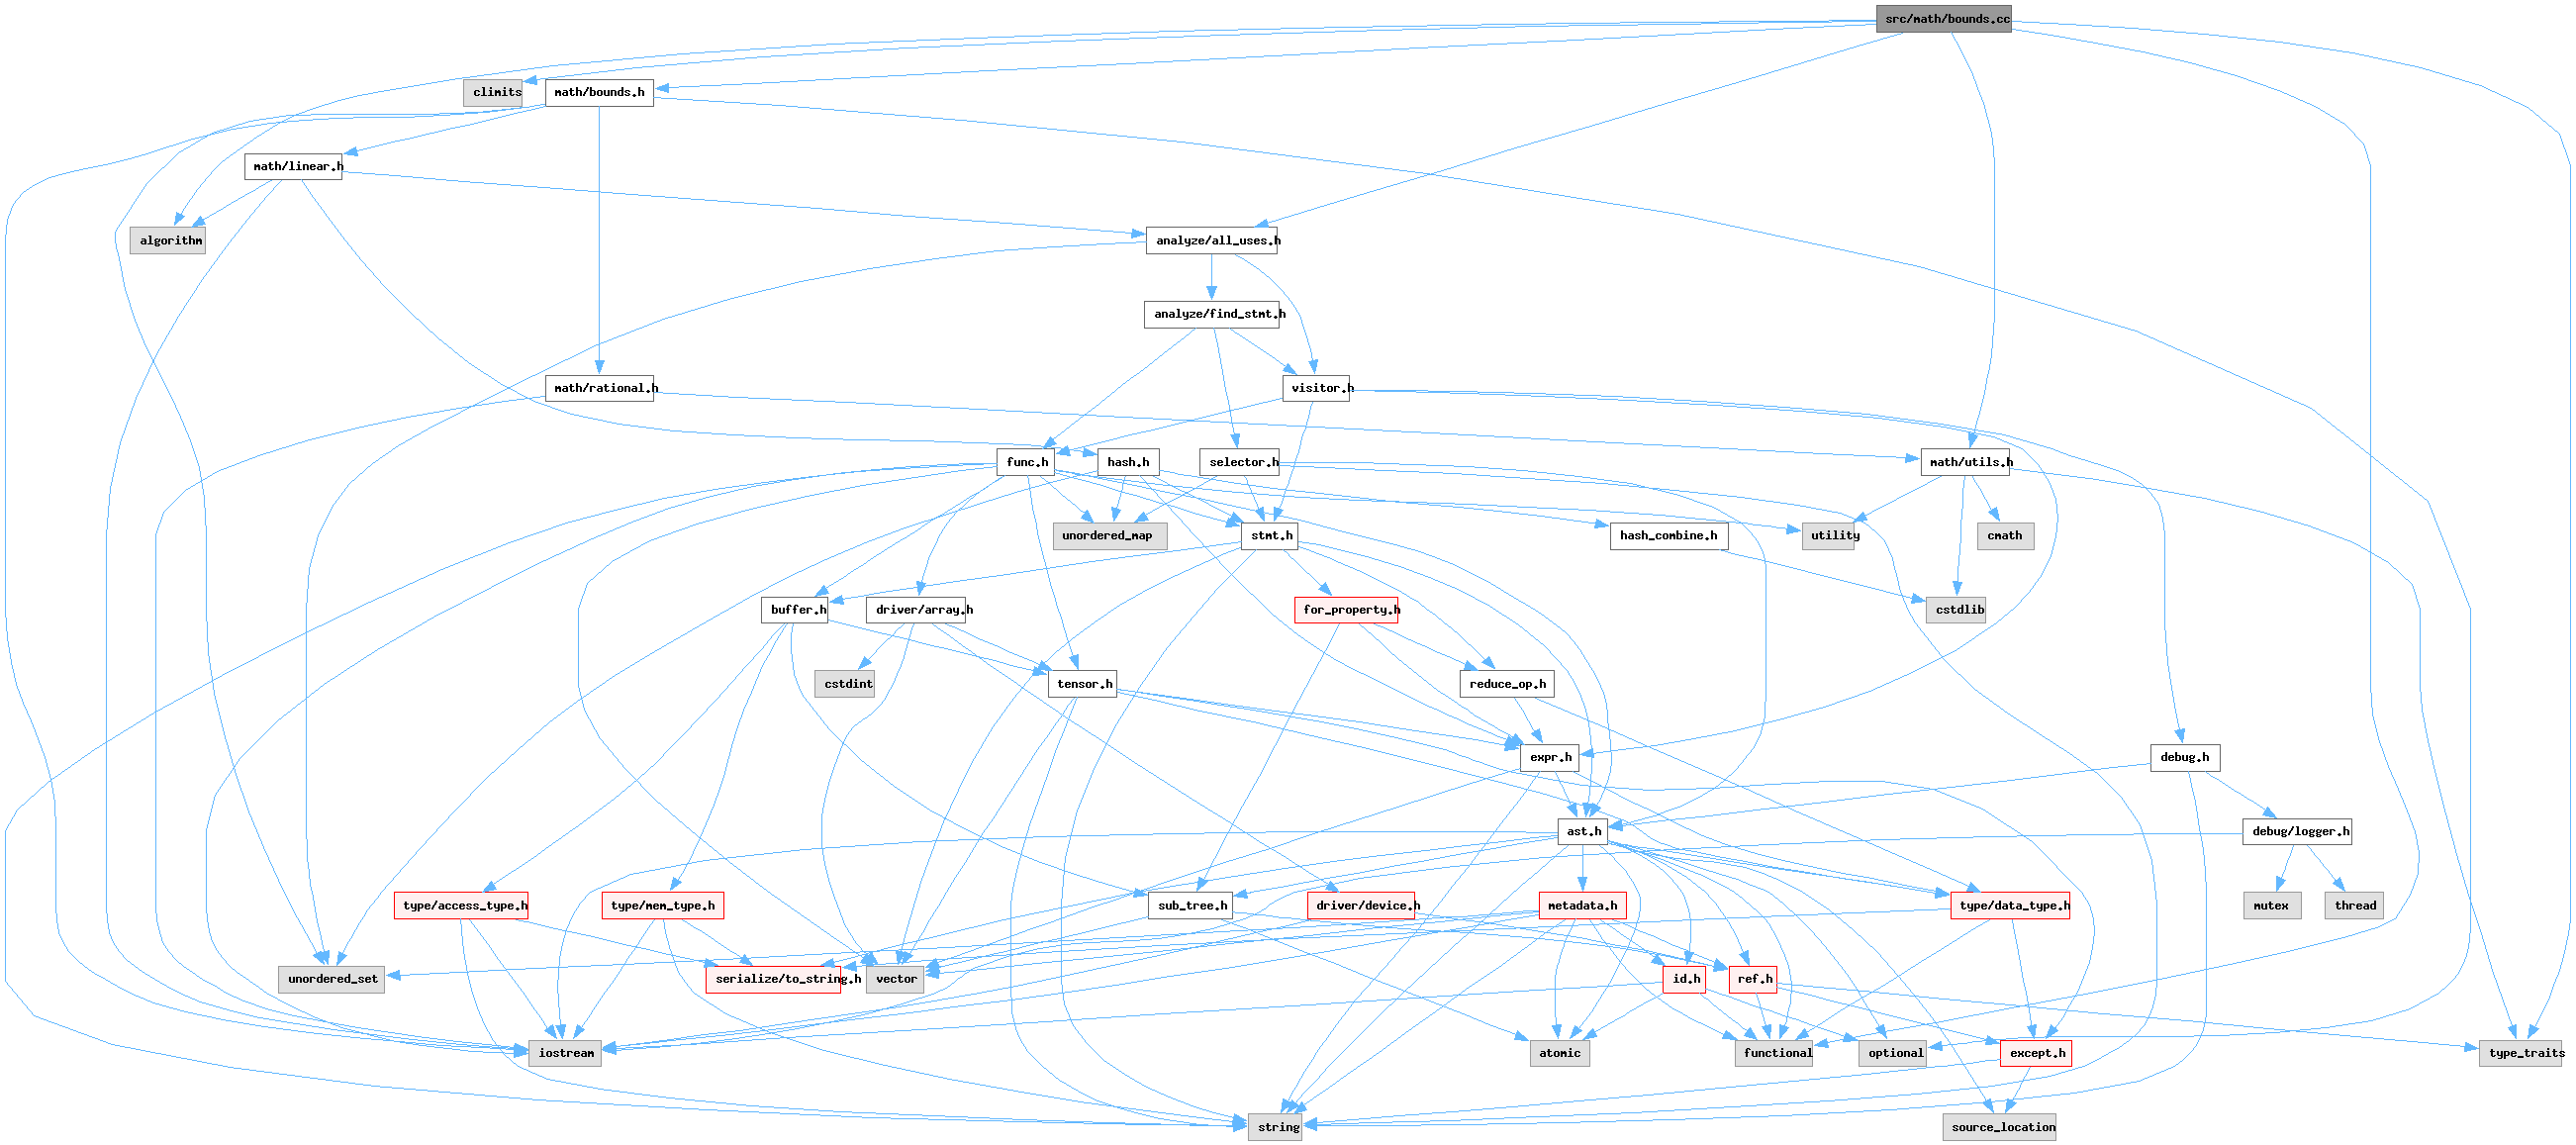 src/math/bounds.cc
climits
math/bounds.h
math/linear.h
algorithm
analyze/all_uses.h
analyze/find_stmt.h
math/rational.h
visitor.h
func.h
hash.h
selector.h
math/utils.h
unordered_map
stmt.h
hash_combine.h
utility
cmath
buffer.h
driver/array.h
for_property.h
cstdlib
cstdint
tensor.h
reduce_op.h
expr.h
debug.h
ast.h
debug/logger.h
type/access_type.h
type/mem_type.h
sub_tree.h
driver/device.h
metadata.h
type/data_type.h
mutex
thread
unordered_set
serialize/to_string.h
vector
id.h
ref.h
iostream
atomic
functional
optional
except.h
type_traits
string
source_location